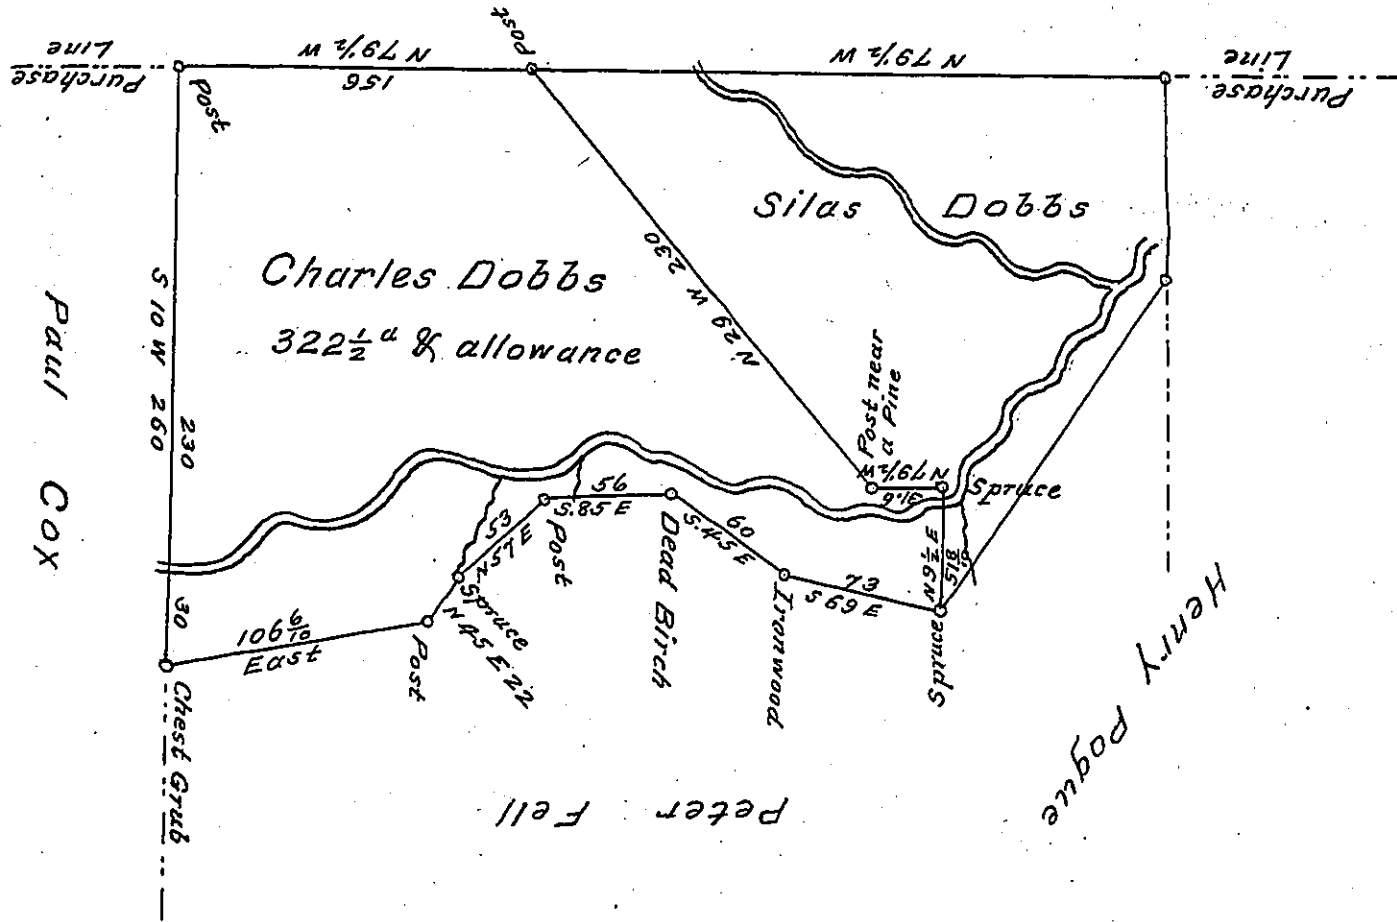 Purchase
Line
Post
N 79½ W
156
Post
N 79½ W
Purchase
Line
Silas Dobbs
Charles Dobbs
322½ a & allowance
N 29 W 230
S 10 W 260
230
30
Paul Cox
Post near
a Pine
N 79½ W
31.6
Spruce
N 9½ E
51.8
Spruce
73
S 69 E
Ironwood
60
S.45 E
Dead Birch
56
S.85 E
Post
53
N 57 E
Spruce
N 45 E 22
Post
106 6/10
East
Chest Grub
Peter Fell
Henry Pogue